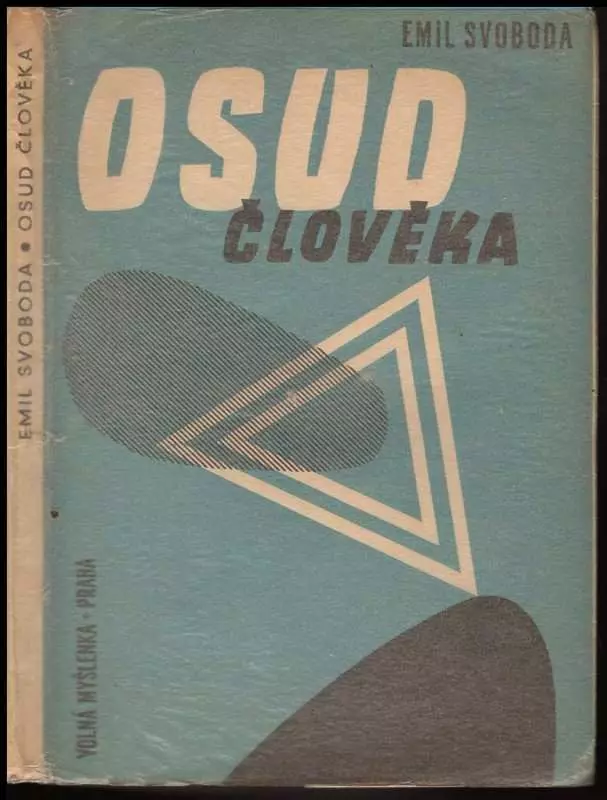 EMIL SVOBODA
OSUD
ČLOVĚKA
VOLNÁ MYŠLENKA • PRAHA
EMIL SVOBODA • OSUD ČLOVĚKA